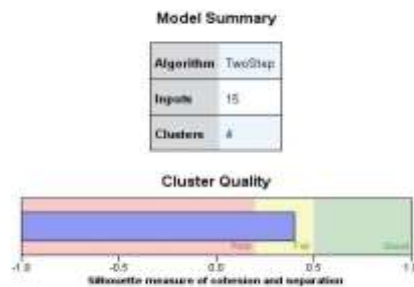 Model Summary
Algorithm TwoStep
Inputs 15
Clusters 4
Cluster Quality
Poor Fair Good
-1.0 -0.5 0.0 0.5 1.0
Silhouette measure of cohesion and separation